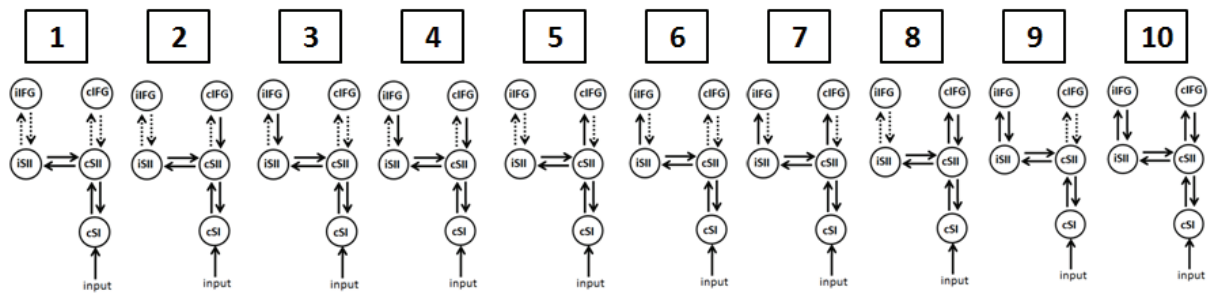 1 2 3 4 5 6 7 8 9 10
iIFG cIFG iIFG cIFG iIFG cIFG iIFG cIFG iIFG cIFG iIFG cIFG iIFG cIFG iIFG cIFG iIFG cIFG iIFG cIFG
iSII cSII iSII cSII iSII cSII iSII cSII iSII cSII iSII cSII iSII cSII iSII cSII iSII cSII iSII cSII
cSI cSI cSI cSI cSI cSI cSI cSI cSI cSI
input input input input input input input input input input